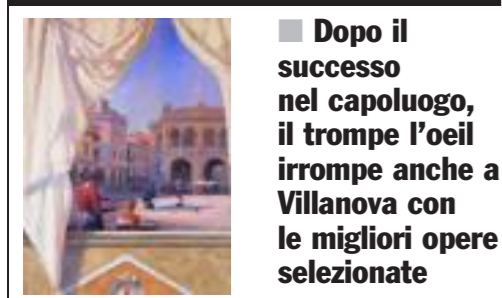 Dopo il
successo
nel capoluogo,
il trompe l'oeil
irrompe anche a
Villanova con
le migliori opere
selezionate